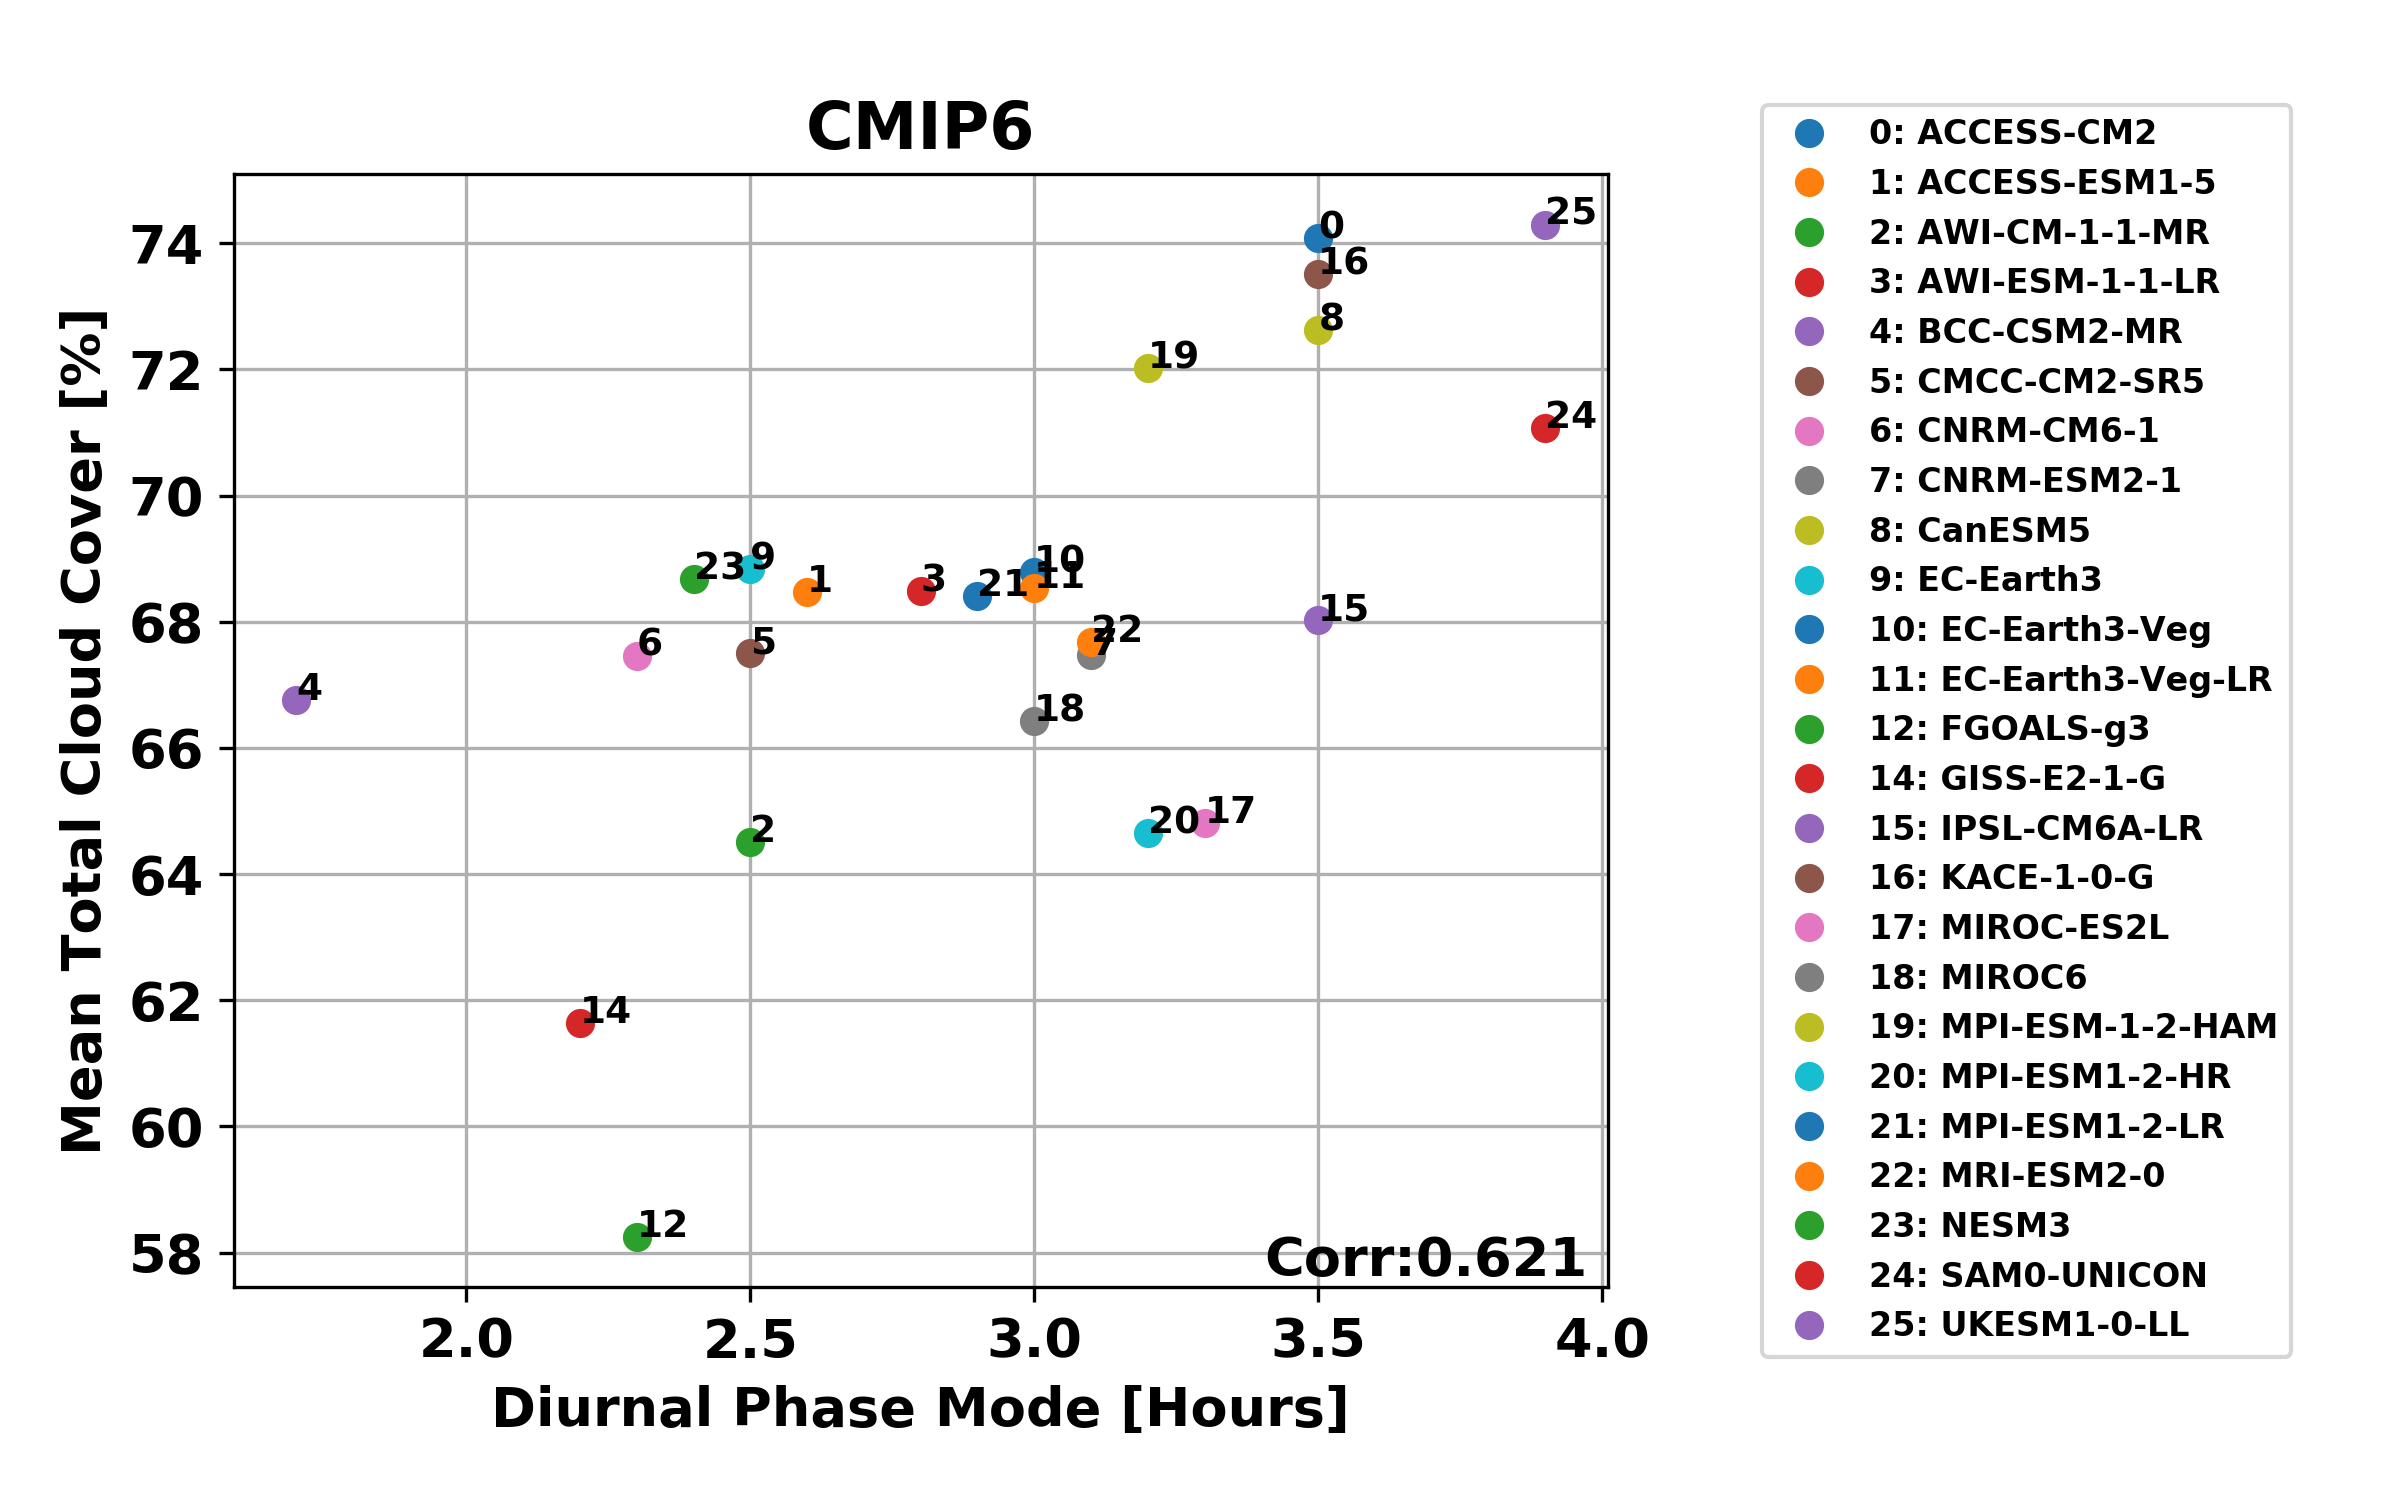 CMIP6
Mean Total Cloud Cover [%]
74
72
70
68
66
64
62
60
58
2.0 2.5 3.0 3.5 4.0
Diurnal Phase Mode [Hours]
25
0
16
8
19
24
23
9
1
3
21
10
11
15
22
7
6
5
4
18
2
20
17
14
12
Corr:0.621
0: ACCESS-CM2
1: ACCESS-ESM1-5
2: AWI-CM-1-1-MR
3: AWI-ESM-1-1-LR
4: BCC-CSM2-MR
5: CMCC-CM2-SR5
6: CNRM-CM6-1
7: CNRM-ESM2-1
8: CanESM5
9: EC-Earth3
10: EC-Earth3-Veg
11: EC-Earth3-Veg-LR
12: FGOALS-g3
14: GISS-E2-1-G
15: IPSL-CM6A-LR
16: KACE-1-0-G
17: MIROC-ES2L
18: MIROC6
19: MPI-ESM-1-2-HAM
20: MPI-ESM1-2-HR
21: MPI-ESM1-2-LR
22: MRI-ESM2-0
23: NESM3
24: SAM0-UNICON
25: UKESM1-0-LL